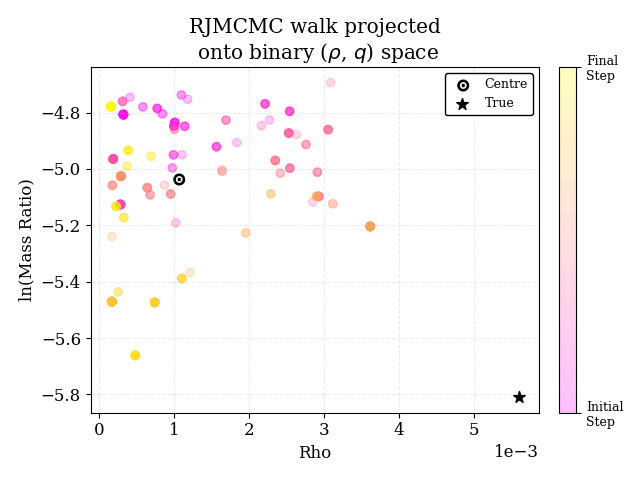 RJMCMC walk projected
onto binary (ρ, q) space
Final
Step
Centre
True
−4.8
−5.0
−5.2
−5.4
−5.6
−5.8
ln(Mass Ratio)
Initial
Step
0
1
2
3
4
5
1e−3
Rho